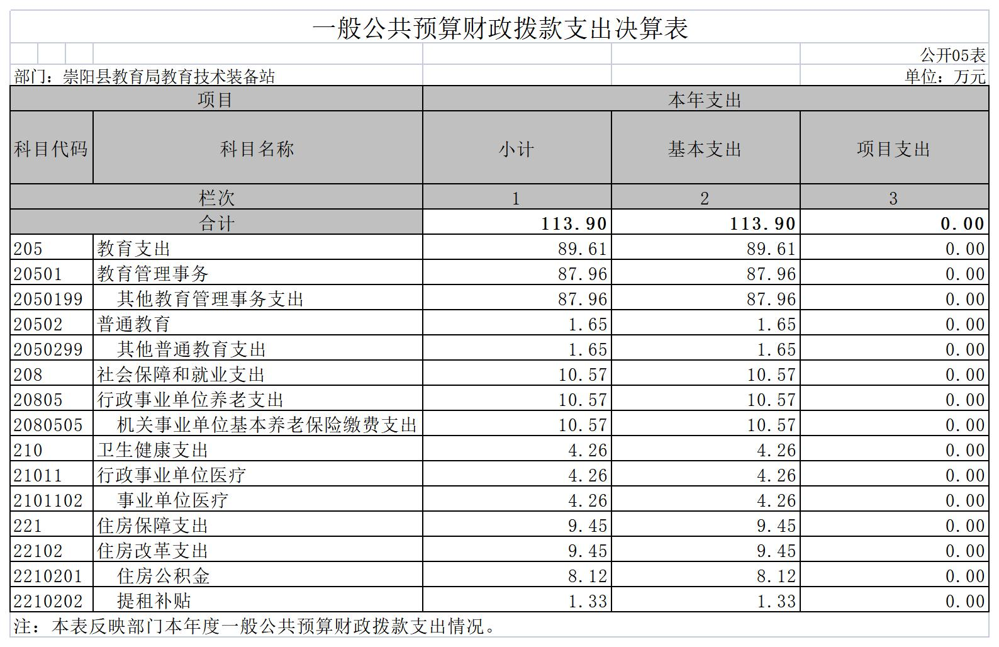 一般公共预算财政拨款支出决算表
公开05表
部门：崇阳县教育局教育技术装备站 单位：万元
项目 本年支出
科目代码 科目名称 小计 基本支出 项目支出
栏次 1 2 3
合计 113.90 113.90 0.00
205 教育支出 89.61 89.61 0.00
20501 教育管理事务 87.96 87.96 0.00
2050199 其他教育管理事务支出 87.96 87.96 0.00
20502 普通教育 1.65 1.65 0.00
2050299 其他普通教育支出 1.65 1.65 0.00
208 社会保障和就业支出 10.57 10.57 0.00
20805 行政事业单位养老支出 10.57 10.57 0.00
2080505 机关事业单位基本养老保险缴费支出 10.57 10.57 0.00
210 卫生健康支出 4.26 4.26 0.00
21011 行政事业单位医疗 4.26 4.26 0.00
2101102 事业单位医疗 4.26 4.26 0.00
221 住房保障支出 9.45 9.45 0.00
22102 住房改革支出 9.45 9.45 0.00
2210201 住房公积金 8.12 8.12 0.00
2210202 提租补贴 1.33 1.33 0.00
注：本表反映部门本年度一般公共预算财政拨款支出情况。